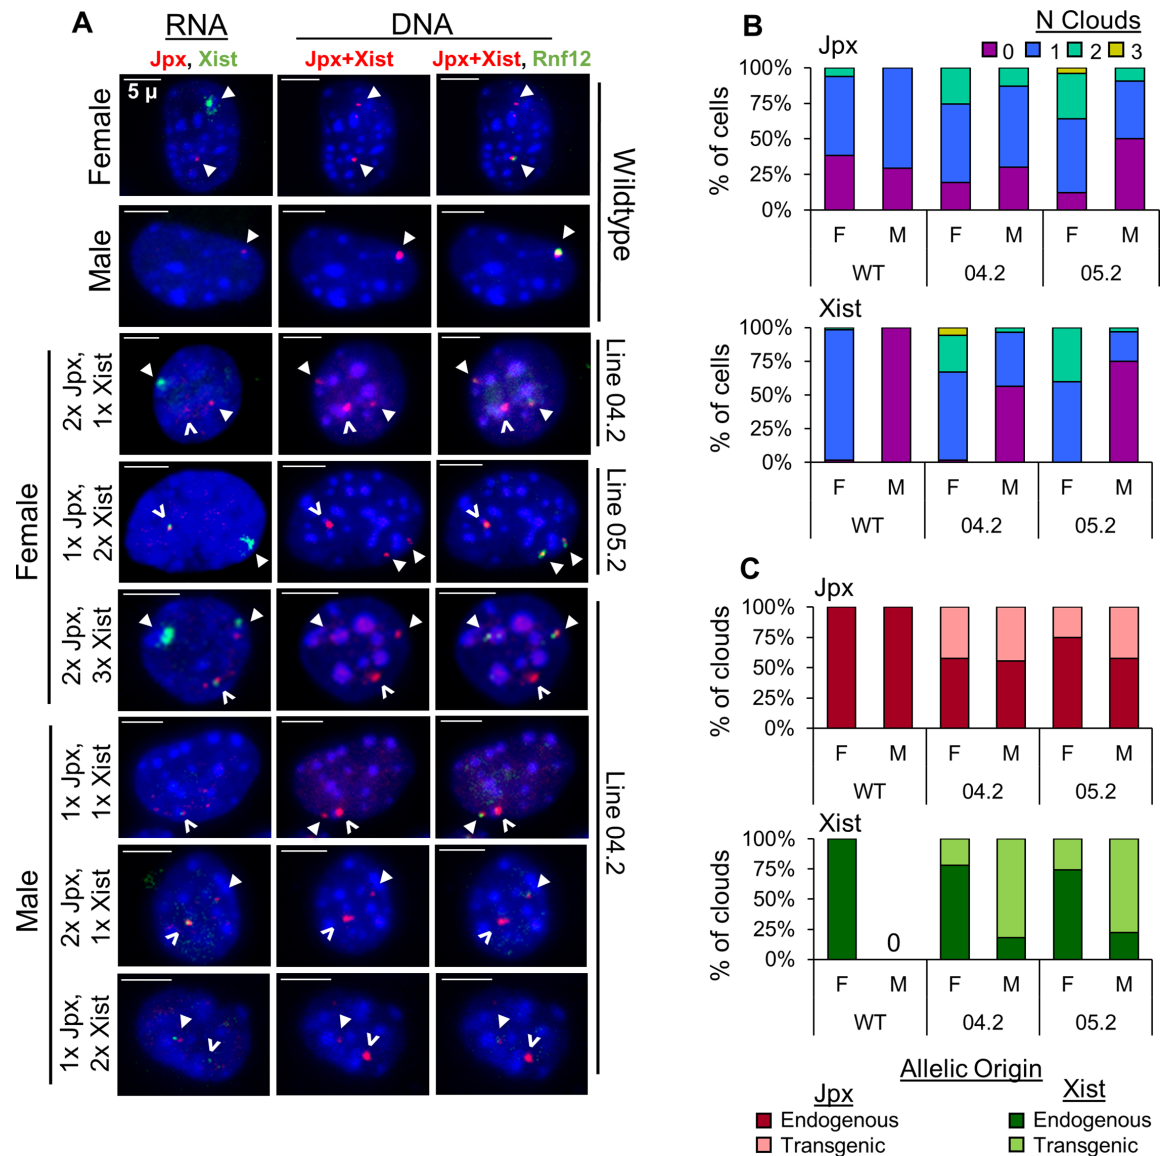 A
RNA
DNA
Jpx, Xist
Jpx+Xist
Jpx+Xist, Rnf12
5 µ
Female
Male
Wildtype
Female
2x Jpx,
1x Xist
Line 04.2
1x Jpx,
2x Xist
Line 05.2
2x Jpx,
3x Xist
Male
1x Jpx,
1x Xist
2x Jpx,
1x Xist
1x Jpx,
2x Xist
Line 04.2
B
N Clouds
0 1 2 3
Jpx
% of cells
100%
75%
50%
25%
0%
F M F M F M
WT 04.2 05.2
Xist
% of cells
100%
75%
50%
25%
0%
F M F M F M
WT 04.2 05.2
C
Jpx
% of clouds
100%
75%
50%
25%
0%
F M F M F M
WT 04.2 05.2
Xist
% of clouds
100%
75%
50%
25%
0%
0
F M F M F M
WT 04.2 05.2
Allelic Origin
Jpx Xist
Endogenous Endogenous
Transgenic Transgenic